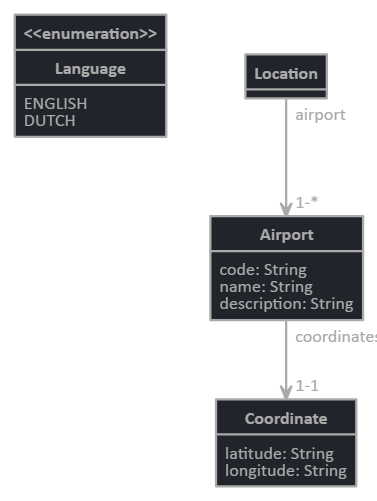 <<enumeration>>
Language
ENGLISH
DUTCH
Location
airport
1-*
Airport
code: String
name: String
description: String
coordinates
1-1
Coordinate
latitude: String
longitude: String